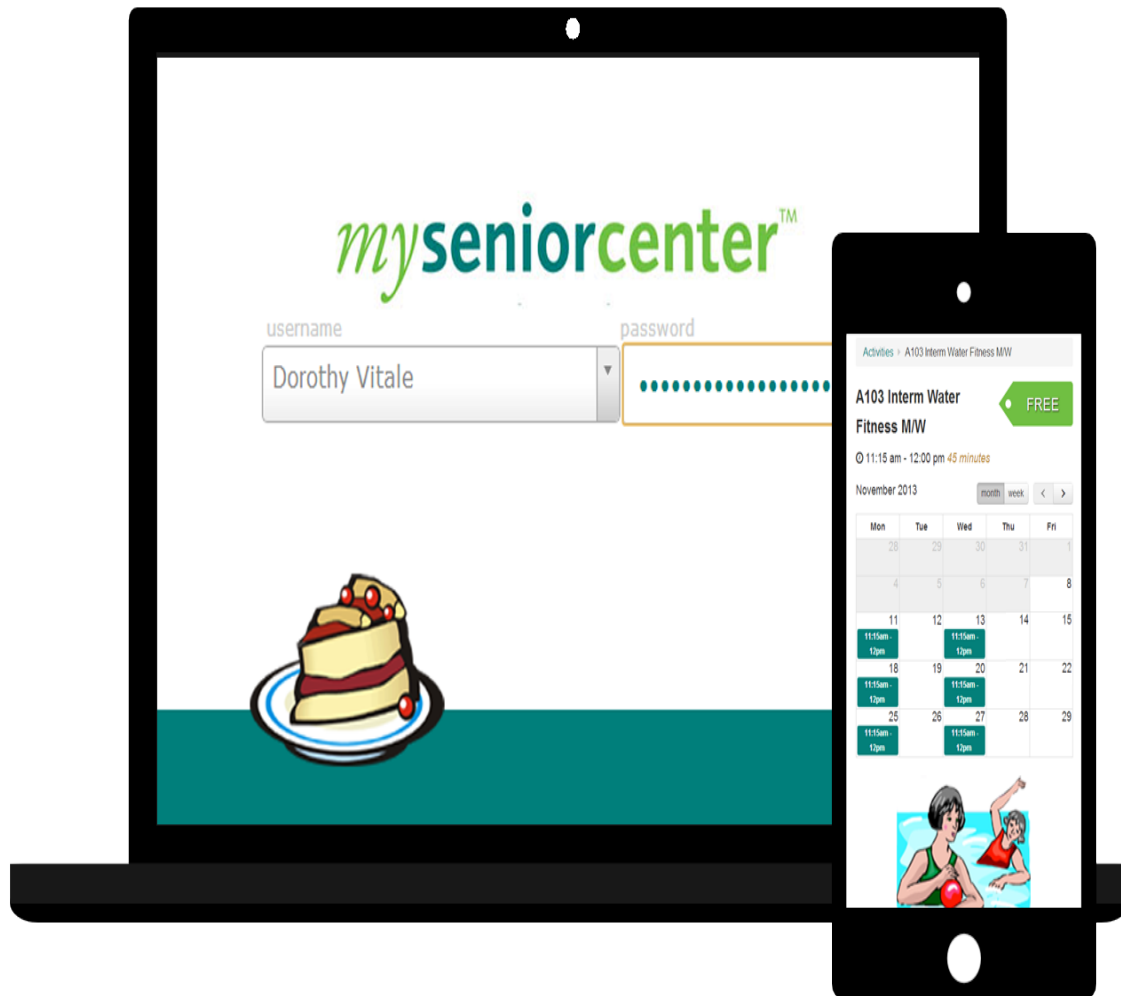 myseniorcenter™
username password
Dorothy Vitale
Activities > A103 Interm Water Fitness M/W
A103 Interm Water
Fitness M/W
FREE
11:15 am - 12:00 pm 45 minutes
November 2013 month week < >
Mon Tue Wed Thu Fri
28 29 30 31 1
4 5 6 7 8
11 12 13 14 15
11:15am - 11:15am -
12pm 12pm
18 19 20 21 22
11:15am - 11:15am -
12pm 12pm
25 26 27 28 29
11:15am - 11:15am -
12pm 12pm